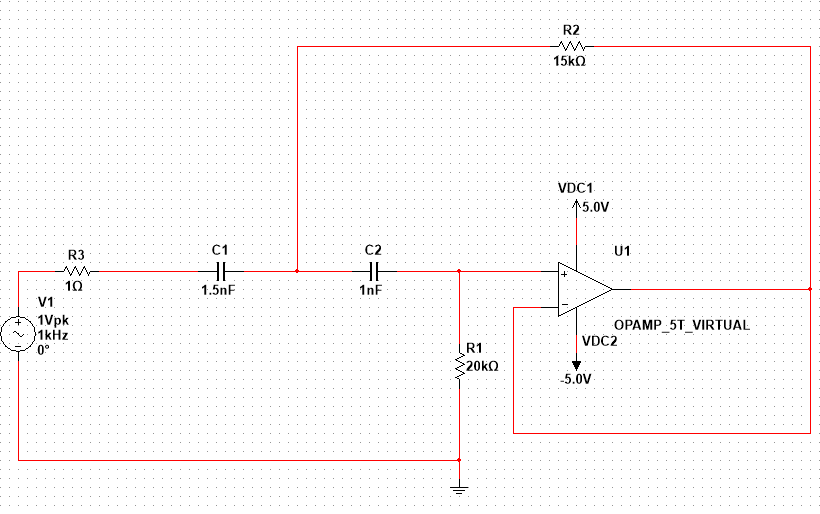 R2
15kΩ
VDC1
5.0V
R3
1Ω
C1
1.5nF
C2
1nF
U1
+
−
V1
1Vpk
1kHz
0°
+
−
OPAMP_5T_VIRTUAL
VDC2
-5.0V
R1
20kΩ